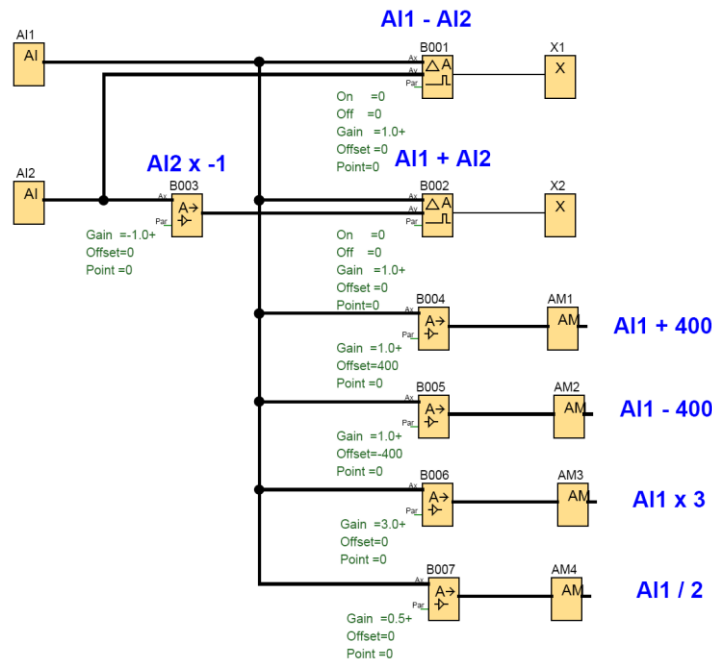 AI1 - AI2
AI1
AI
B001
Ax
Ay
Par
A
X1
X
On =0
Off =0
Gain =1.0+
Offset =0
Point=0
AI2
AI
AI2 x -1
B003
Ax
Par
A→
Gain =-1.0+
Offset=0
Point =0
AI1 + AI2
B002
Ax
Ay
Par
A
X2
X
On =0
Off =0
Gain =1.0+
Offset =0
Point=0
B004
Ax
Par
A→
AM1
AM
AI1 + 400
Gain =1.0+
Offset=400
Point =0
B005
Ax
Par
A→
AM2
AM
AI1 - 400
Gain =1.0+
Offset=-400
Point =0
B006
Ax
Par
A→
AM3
AM
AI1 x 3
Gain =3.0+
Offset=0
Point =0
B007
Ax
Par
A→
AM4
AM
AI1 / 2
Gain =0.5+
Offset=0
Point =0